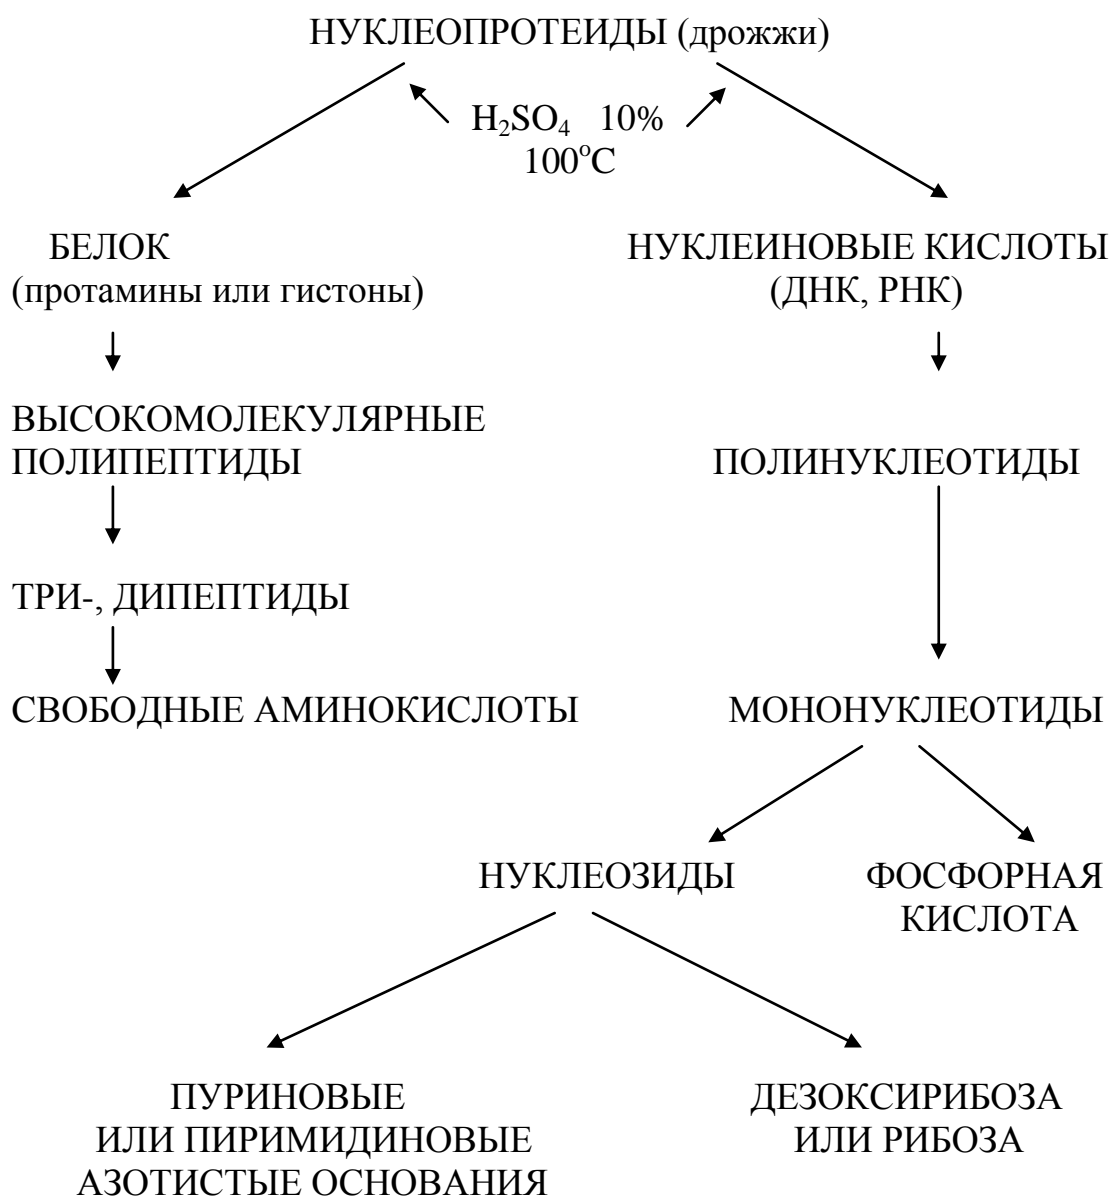 НУКЛЕОПРОТЕИДЫ (дрожжи)
H₂SO₄ 10%
100°C
БЕЛОК
(протамины или гистоны)
НУКЛЕИНОВЫЕ КИСЛОТЫ
(ДНК, РНК)
ВЫСОКОМОЛЕКУЛЯРНЫЕ
ПОЛИПЕПТИДЫ
ПОЛИНУКЛЕОТИДЫ
ТРИ-, ДИПЕПТИДЫ
СВОБОДНЫЕ АМИНОКИСЛОТЫ
МОНОНУКЛЕОТИДЫ
НУКЛЕОЗИДЫ
ФОСФОРНАЯ
КИСЛОТА
ПУРИНОВЫЕ
ИЛИ ПИРИМИДИНОВЫЕ
АЗОТИСТЫЕ ОСНОВАНИЯ
ДЕЗОКСИРИБОЗА
ИЛИ РИБОЗА